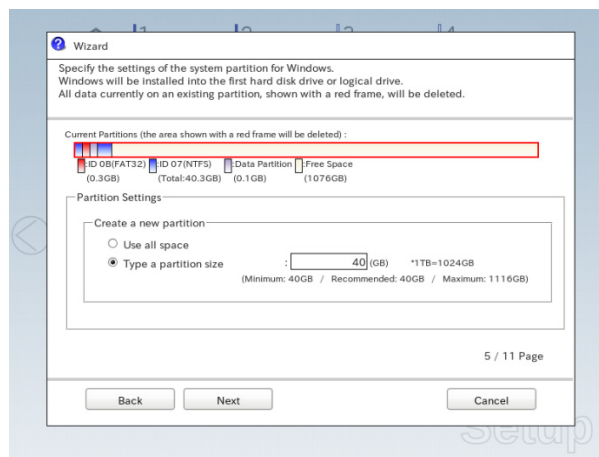 1 2 3 4
Wizard
Specify the settings of the system partition for Windows.
Windows will be installed into the first hard disk drive or logical drive.
All data currently on an existing partition, shown with a red frame, will be deleted.
Current Partitions (the area shown with a red frame will be deleted) :
:ID 0B(FAT32) :ID 07(NTFS) :Data Partition :Free Space
(0.3GB) (Total:40.3GB) (0.1GB) (1076GB)
Partition Settings
Create a new partition
Use all space
Type a partition size : 40 (GB) *1TB=1024GB
(Minimum: 40GB / Recommended: 40GB / Maximum: 1116GB)
5 / 11 Page
Back Next Cancel
Setup